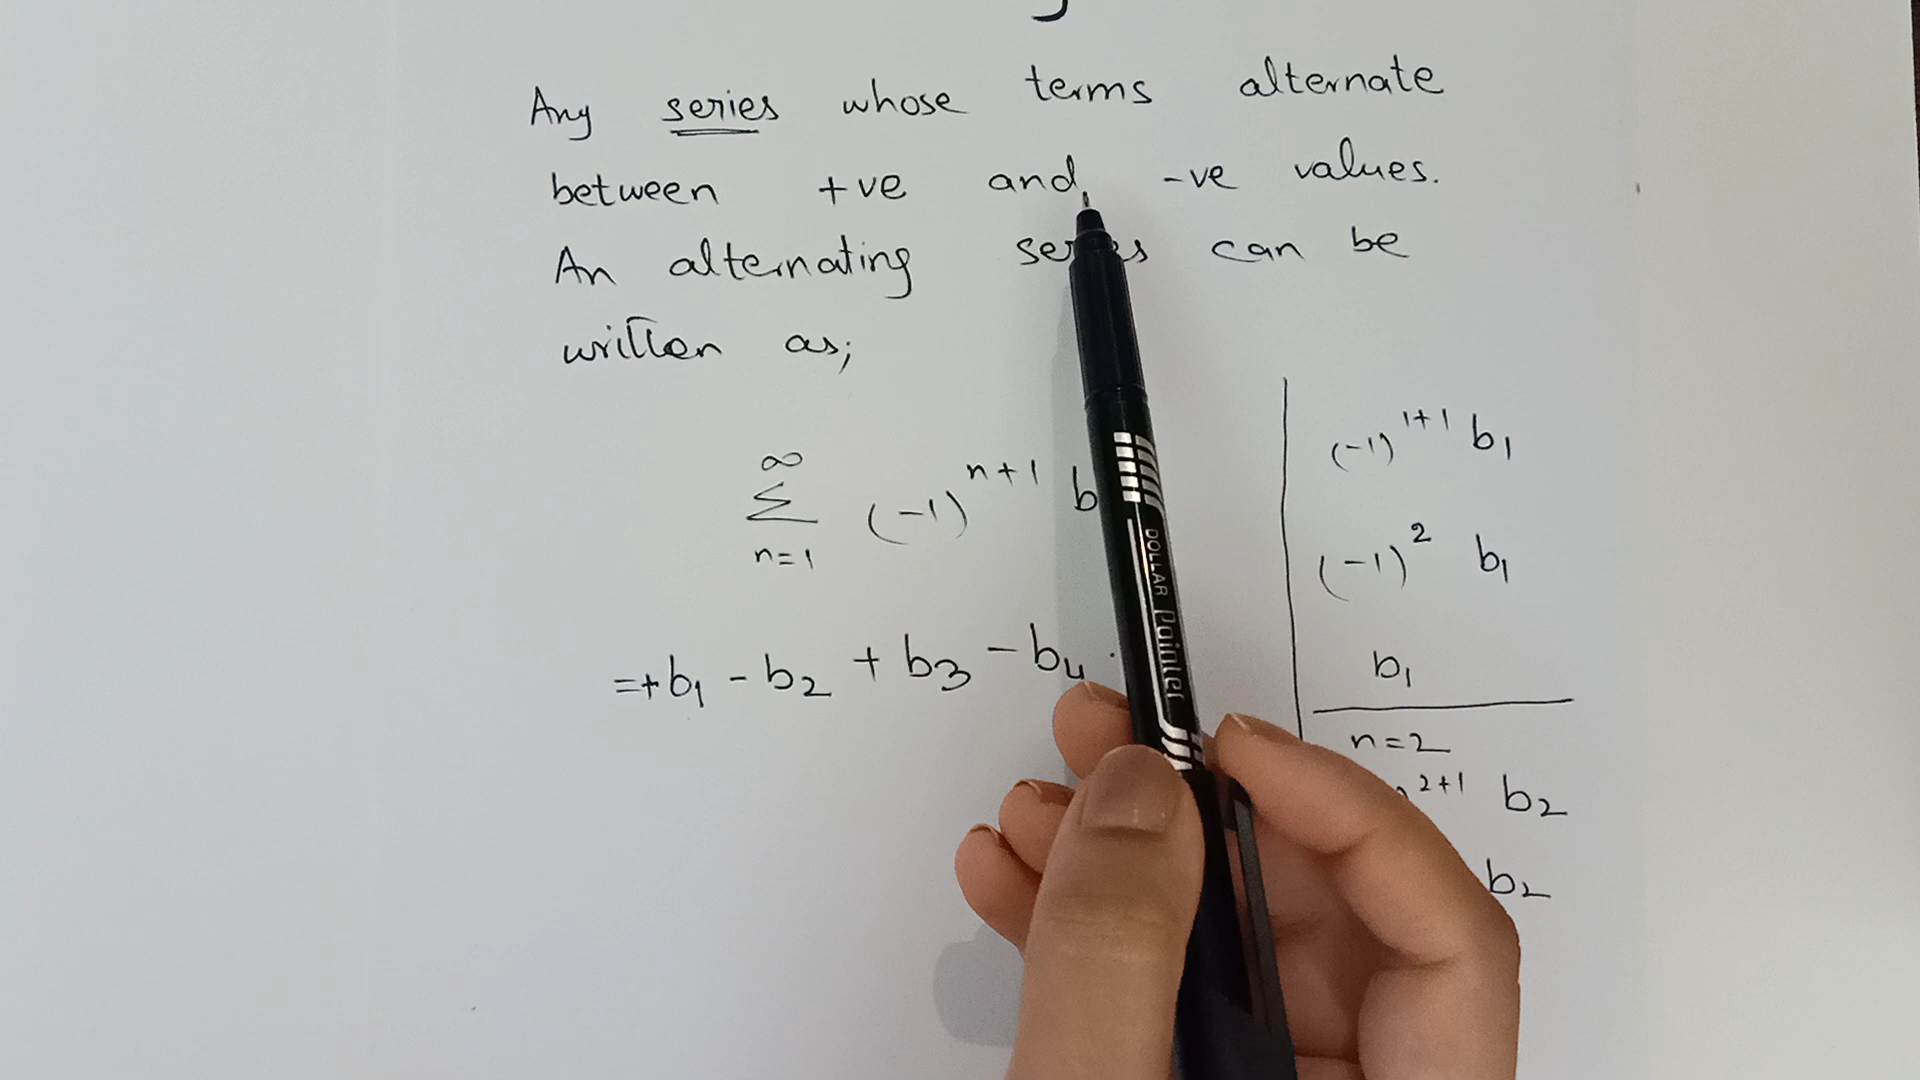 Any series whose terms alternate
between +ve and -ve values.
An alternating series can be
written as;
∞
Σ (-1)^n+1 b
n=1
=+b1 - b2 + b3 - b4 .
(-1)^1+1 b1
(-1)^2 b1
b1
n=2
2+1 b2
b2
DOLLAR Pointer